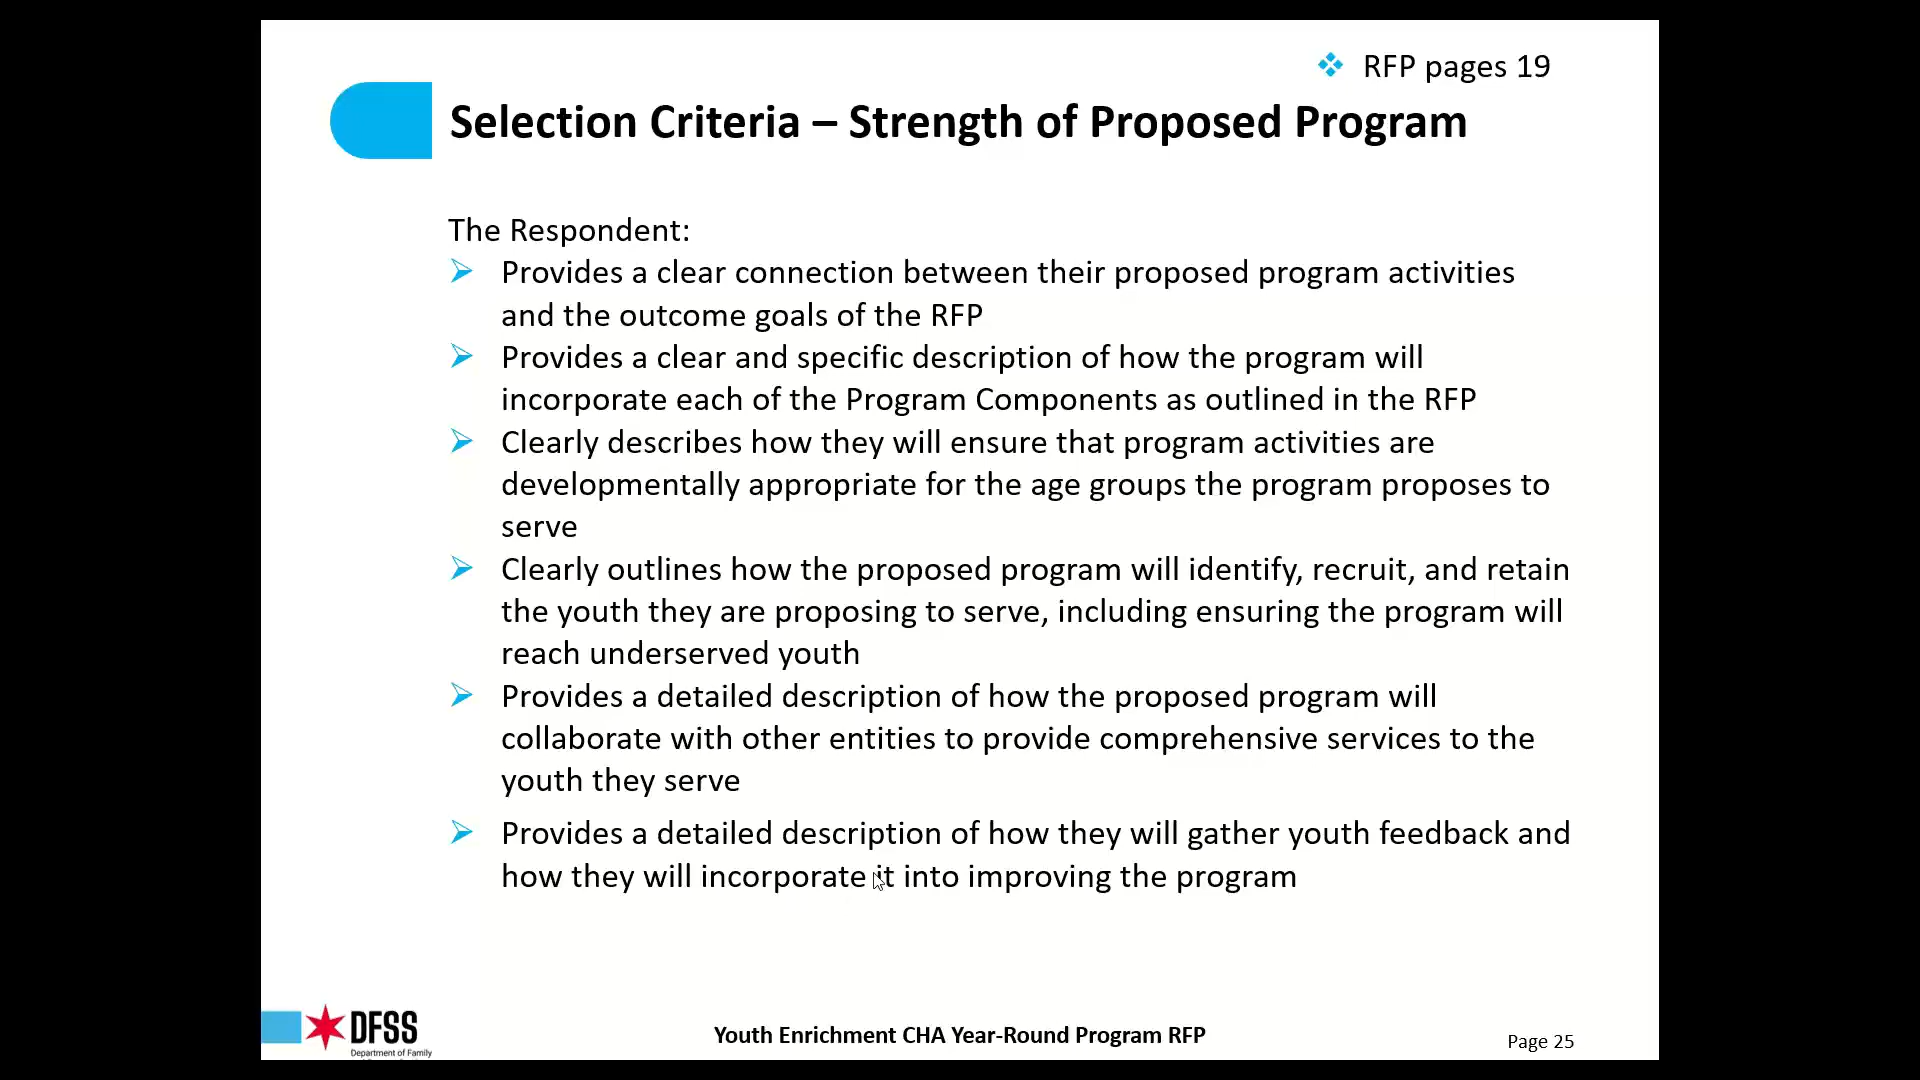 RFP pages 19
Selection Criteria – Strength of Proposed Program
The Respondent:
Provides a clear connection between their proposed program activities
and the outcome goals of the RFP
Provides a clear and specific description of how the program will
incorporate each of the Program Components as outlined in the RFP
Clearly describes how they will ensure that program activities are
developmentally appropriate for the age groups the program proposes to
serve
Clearly outlines how the proposed program will identify, recruit, and retain
the youth they are proposing to serve, including ensuring the program will
reach underserved youth
Provides a detailed description of how the proposed program will
collaborate with other entities to provide comprehensive services to the
youth they serve
Provides a detailed description of how they will gather youth feedback and
how they will incorporate it into improving the program
DFSS
Department of Family
Youth Enrichment CHA Year-Round Program RFP
Page 25